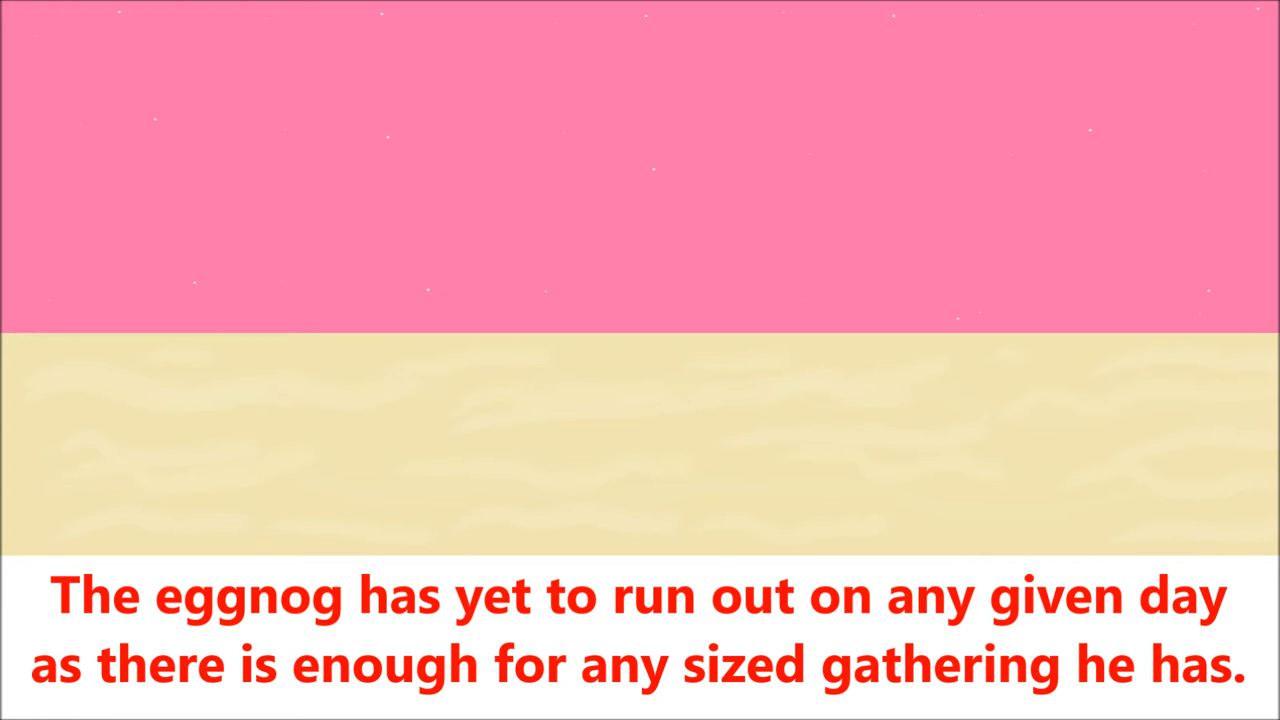 The eggnog has yet to run out on any given day
as there is enough for any sized gathering he has.